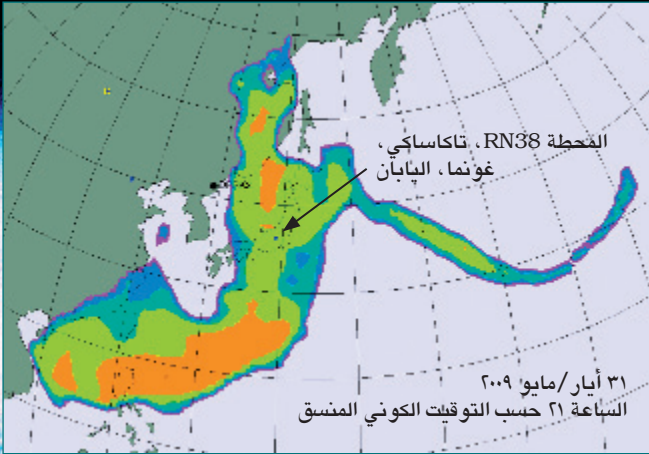 المحطة RN38، تاكاساكي،
غونما، اليابان
٣١ أيار/مايو ٢٠٠٩
الساعة ٢١ حسب التوقيت الكوني المنسق